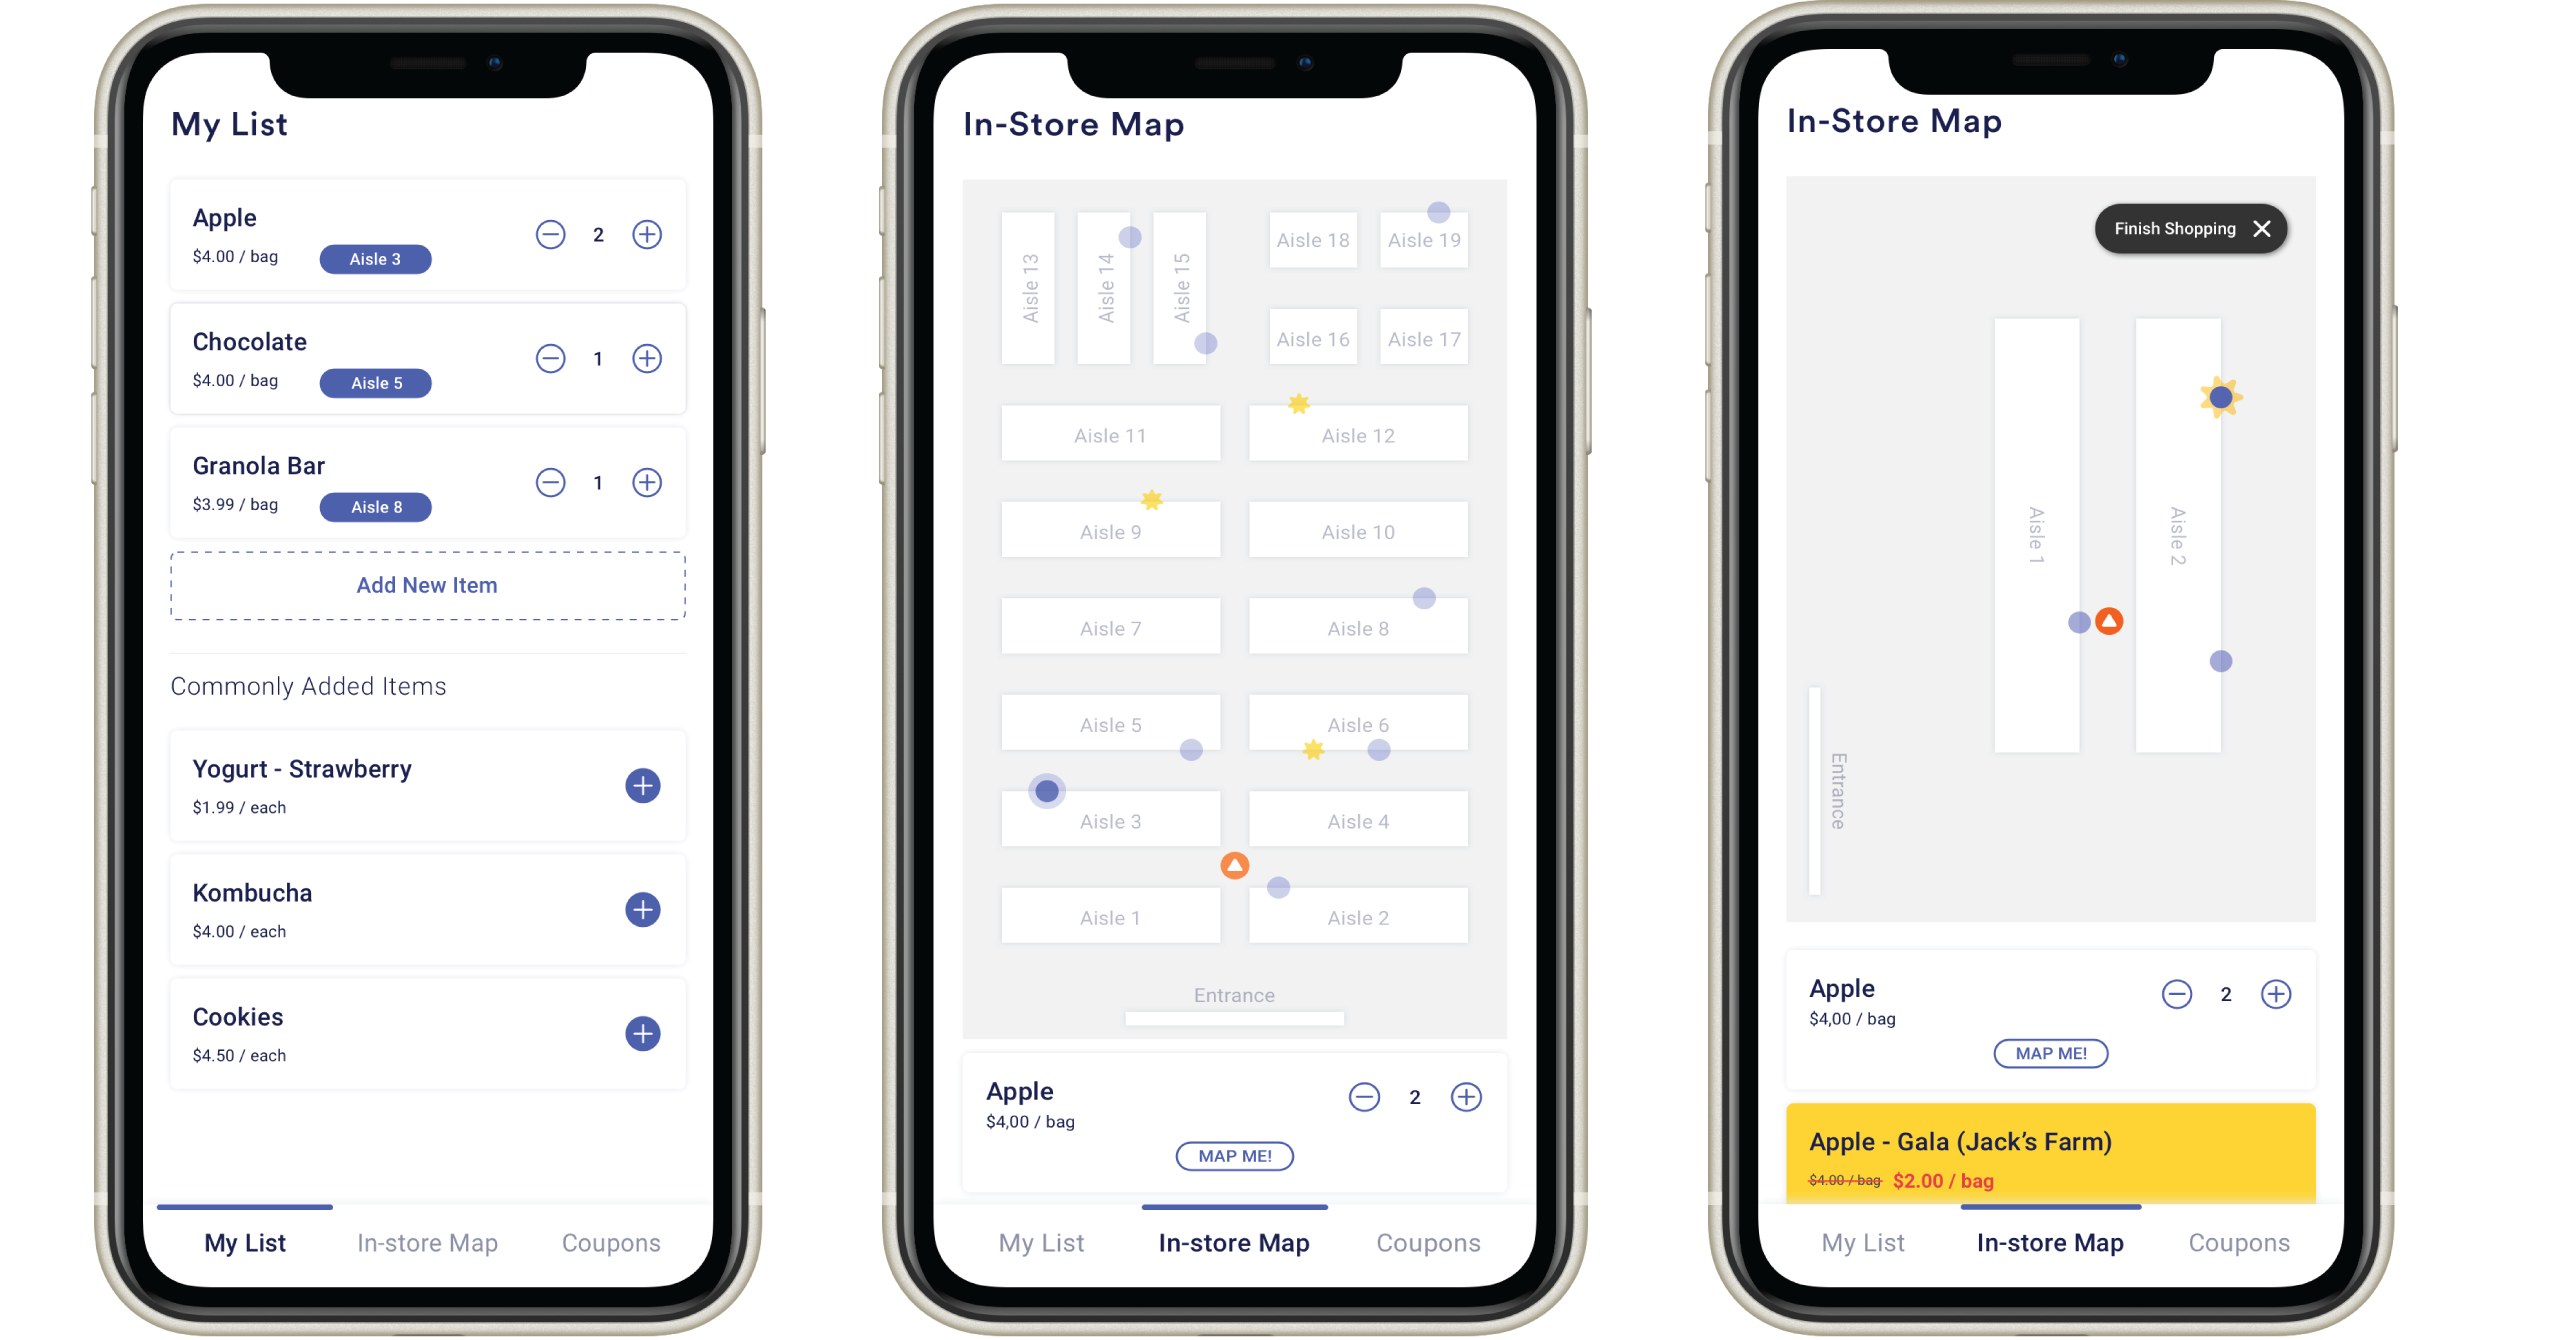 My List
Apple
$4.00 / bag
Aisle 3
2
Chocolate
$4.00 / bag
Aisle 5
1
Granola Bar
$3.99 / bag
Aisle 8
1
Add New Item
Commonly Added Items
Yogurt - Strawberry
$1.99 / each
Kombucha
$4.00 / each
Cookies
$4.50 / each
My List
In-store Map
Coupons
In-Store Map
Aisle 13
Aisle 14
Aisle 15
Aisle 18
Aisle 19
Aisle 16
Aisle 17
Aisle 11
Aisle 12
Aisle 9
Aisle 10
Aisle 7
Aisle 8
Aisle 5
Aisle 6
Aisle 3
Aisle 4
Aisle 1
Aisle 2
Entrance
Apple
$4,00 / bag
2
MAP ME!
My List
In-store Map
Coupons
In-Store Map
Finish Shopping
Aisle 1
Aisle 2
Entrance
Apple
$4,00 / bag
2
MAP ME!
Apple - Gala (Jack’s Farm)
$4.00 / bag $2.00 / bag
My List
In-store Map
Coupons